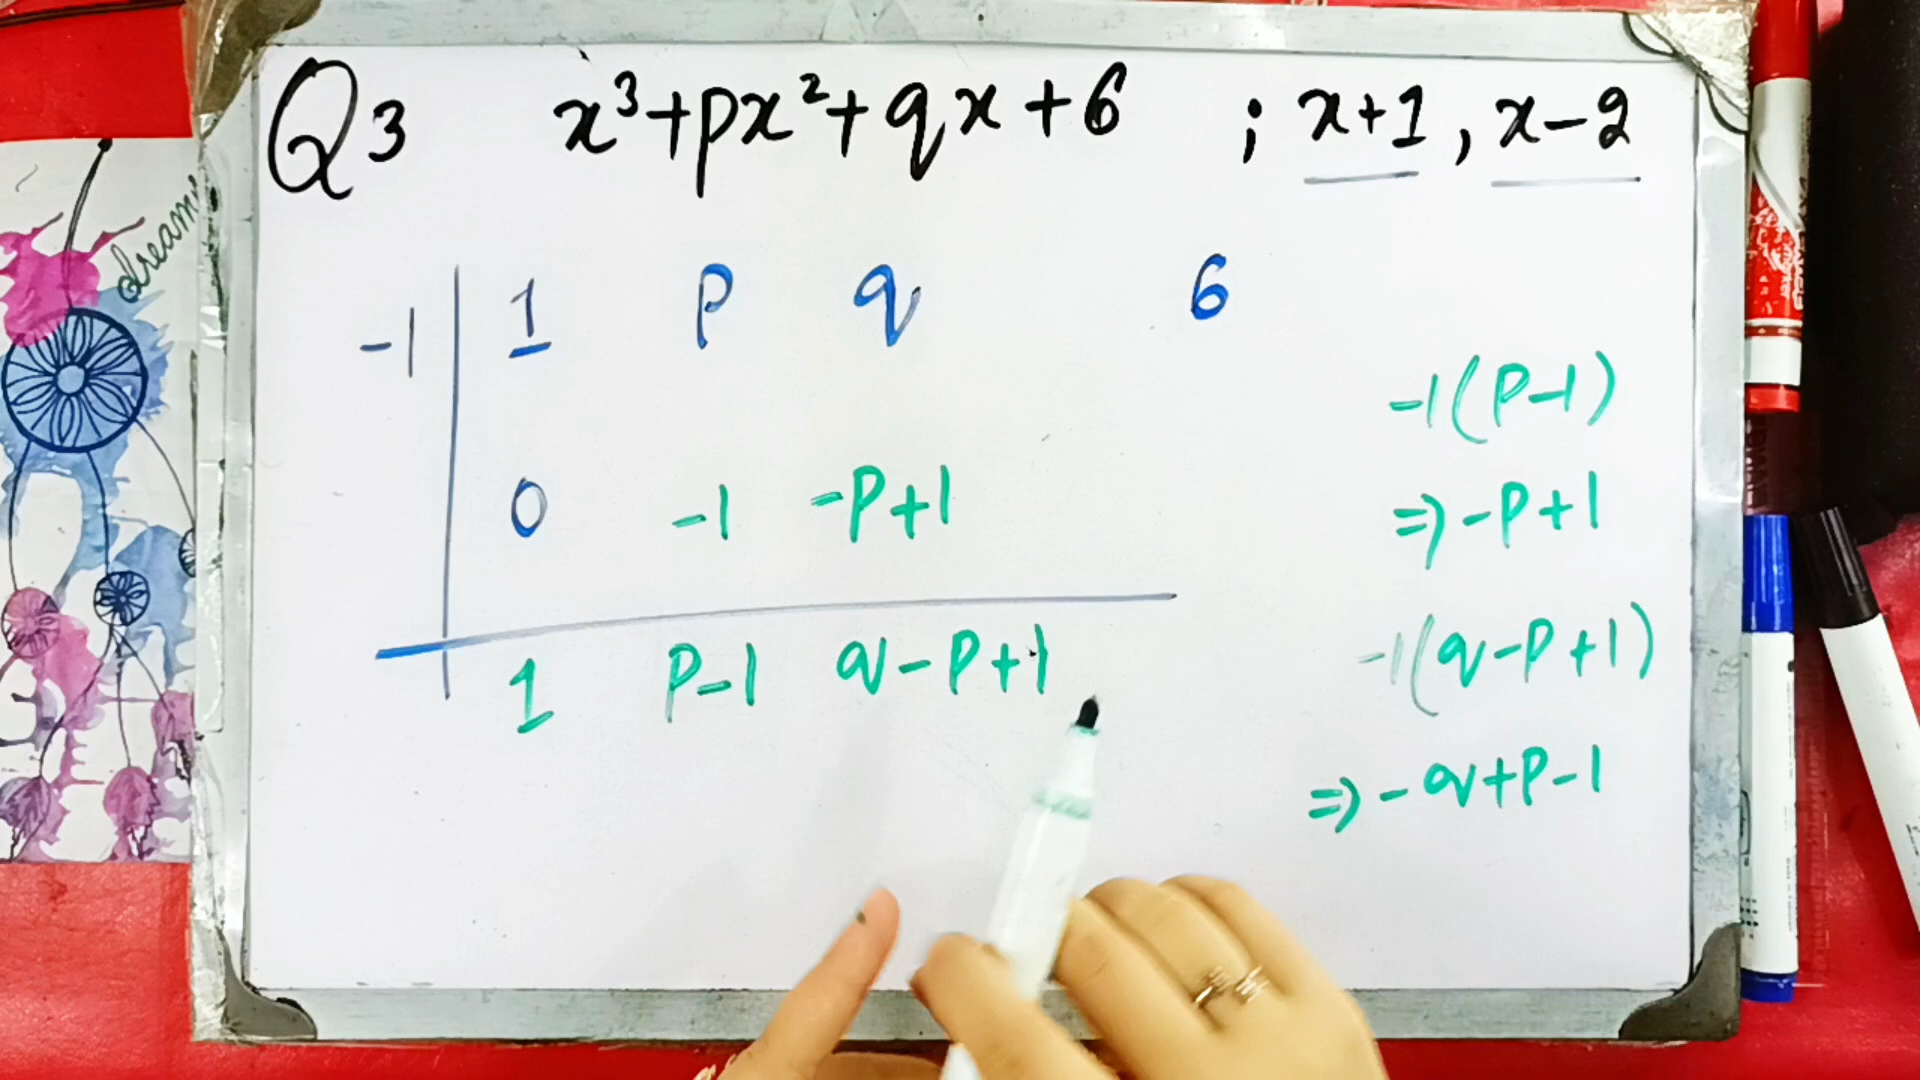 Q3 x³+px²+qx+6 ; x+1, x-2
-1 | 1 p q 6
0 -1 -p+1
1 p-1 q-p+1
-1(p-1)
⇒ -p+1
-1(q-p+1)
⇒ -q+p-1
dreams